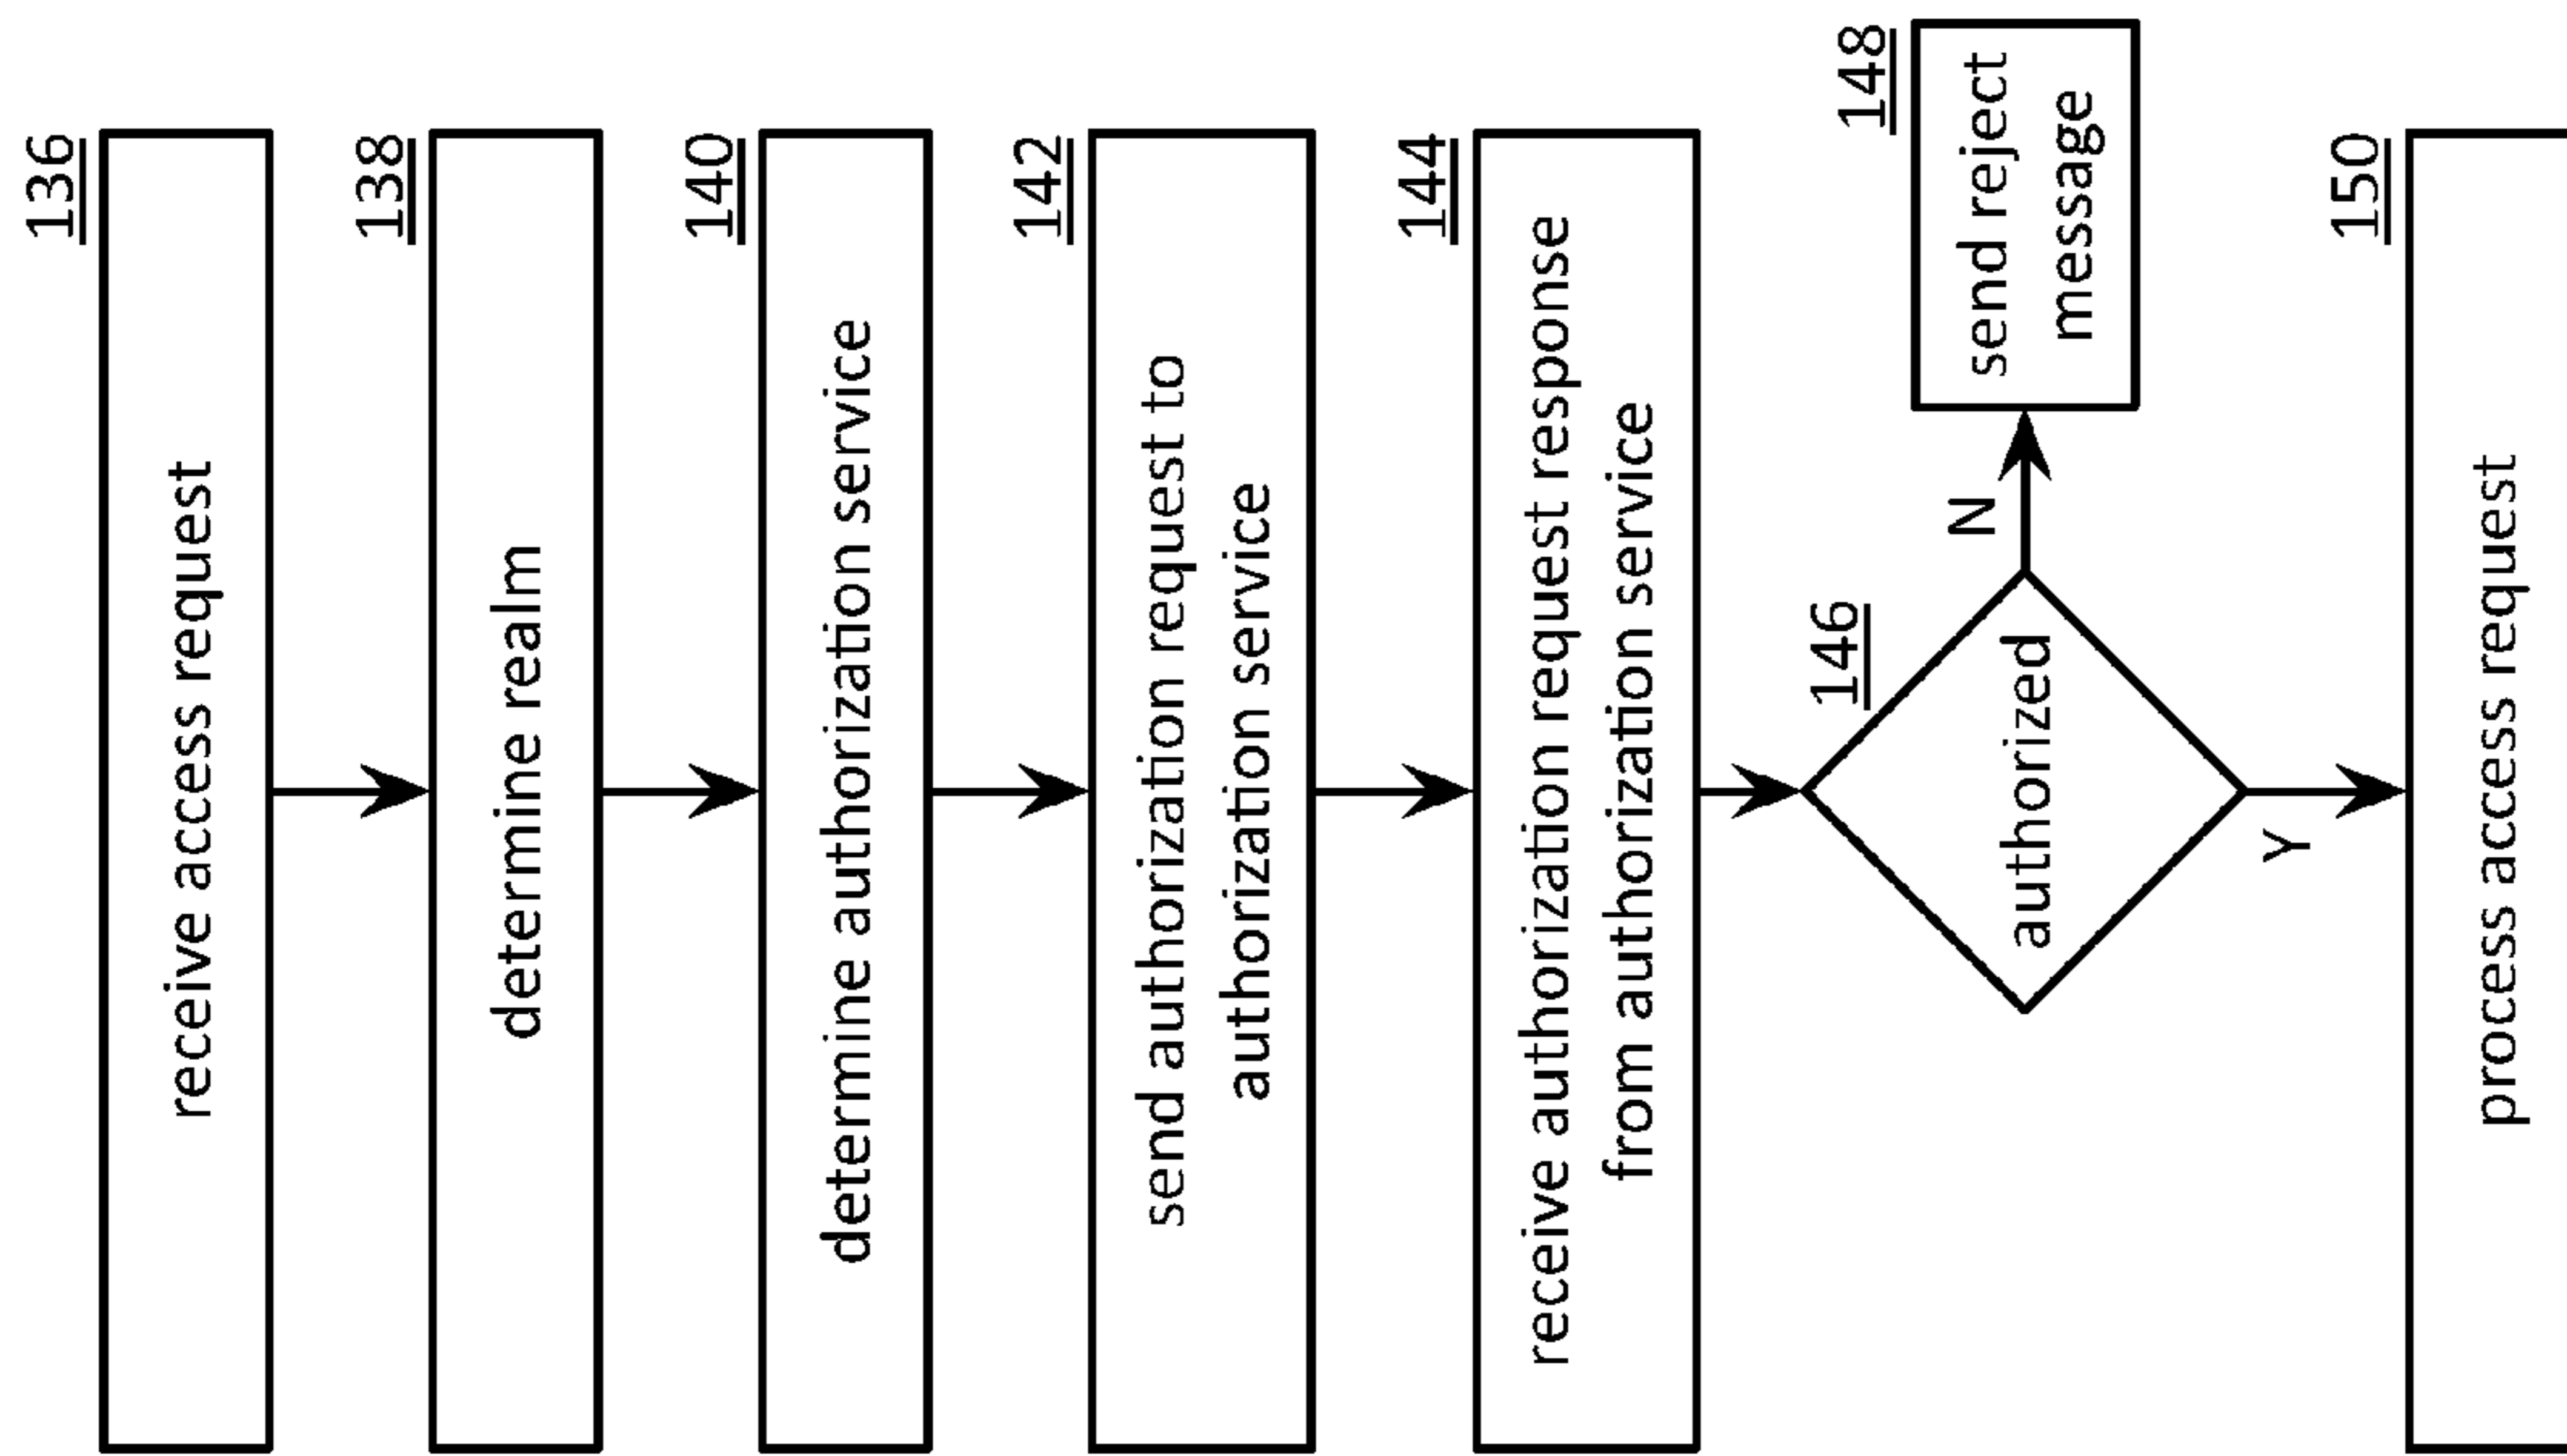 136
receive access request
138
determine realm
140
determine authorization service
142
send authorization request to
authorization service
144
receive authorization request response
from authorization service
146
authorized
N
148
send reject
message
Y
150
process access request